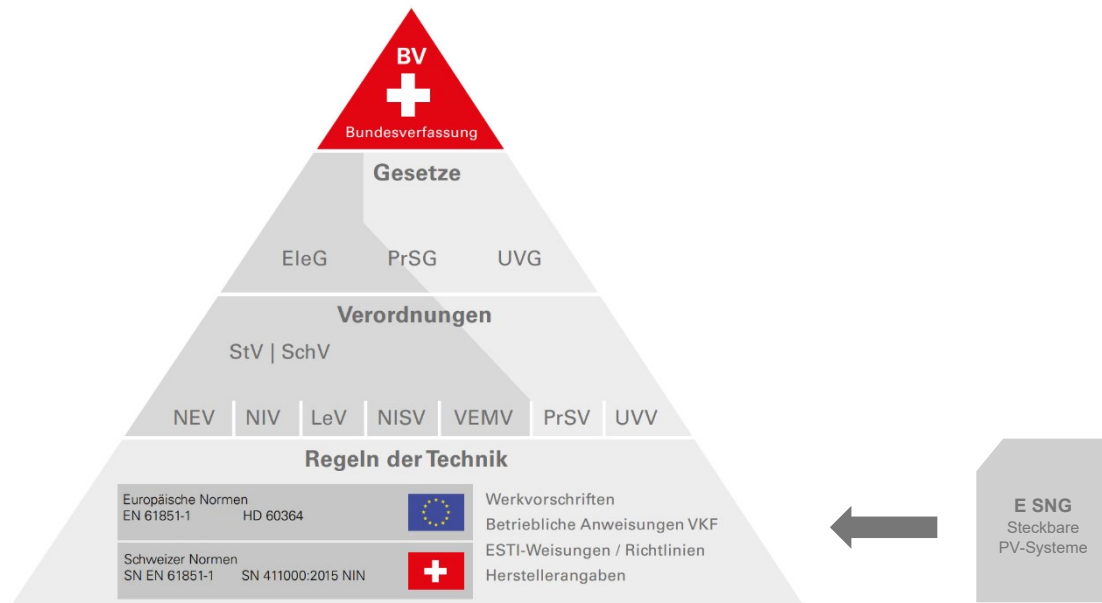 BV
Bundesverfassung
Gesetze
EleG PrSG UVG
Verordnungen
StV | SchV
NEV NIV LeV NISV VEMV PrSV UVV
Regeln der Technik
Europäische Normen
EN 61851-1 HD 60364
Schweizer Normen
SN EN 61851-1 SN 411000:2015 NIN
Werkvorschriften
Betriebliche Anweisungen VKF
ESTI-Weisungen / Richtlinien
Herstellerangaben
E SNG
Steckbare
PV-Systeme